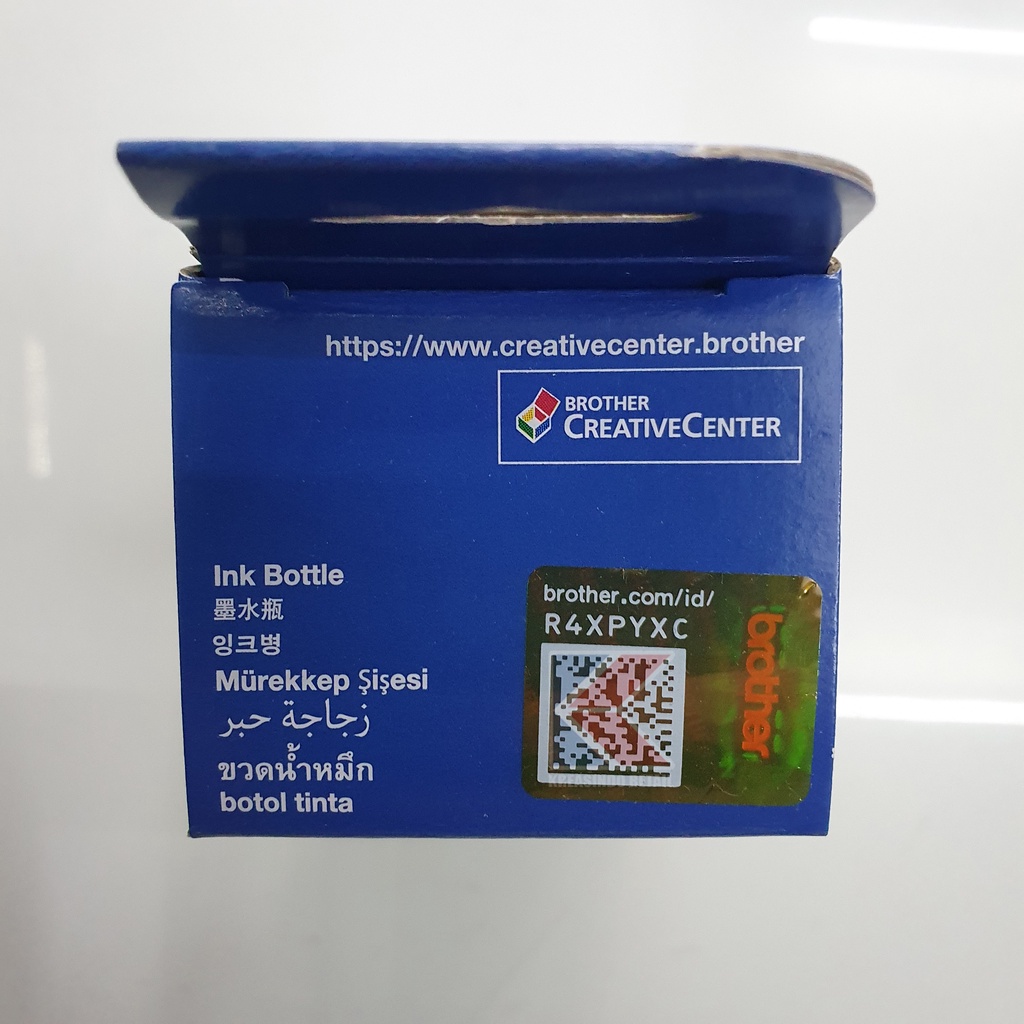 https://www.creativecenter.brother
BROTHER
CREATIVECENTER
Ink Bottle
墨水瓶
잉크병
Mürekkep Şişesi
زجاجة حبر
ขวดน้ำหมึก
botol tinta
brother.com/id/
R4XPYXC
brother